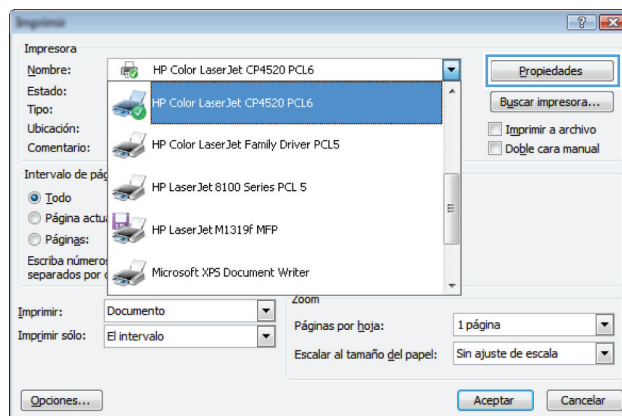 Imprimir
Impresora
Nombre: HP Color LaserJet CP4520 PCL6 Propiedades
Estado: HP Color LaserJet CP4520 PCL6
Tipo: Buscar impresora...
Ubicación: Imprimir a archivo
Comentario: HP Color LaserJet Family Driver PCL5 Doble cara manual
Intervalo de pág
HP LaserJet 8100 Series PCL 5
Todo
Página actu
HP LaserJet M1319f MFP
Páginas:
Escriba números
separados por c
Microsoft XPS Document Writer
Imprimir: Documento Zoom
Páginas por hoja: 1 página
Imprimir sólo: El intervalo
Escalar al tamaño del papel: Sin ajuste de escala
Opciones... Aceptar Cancelar